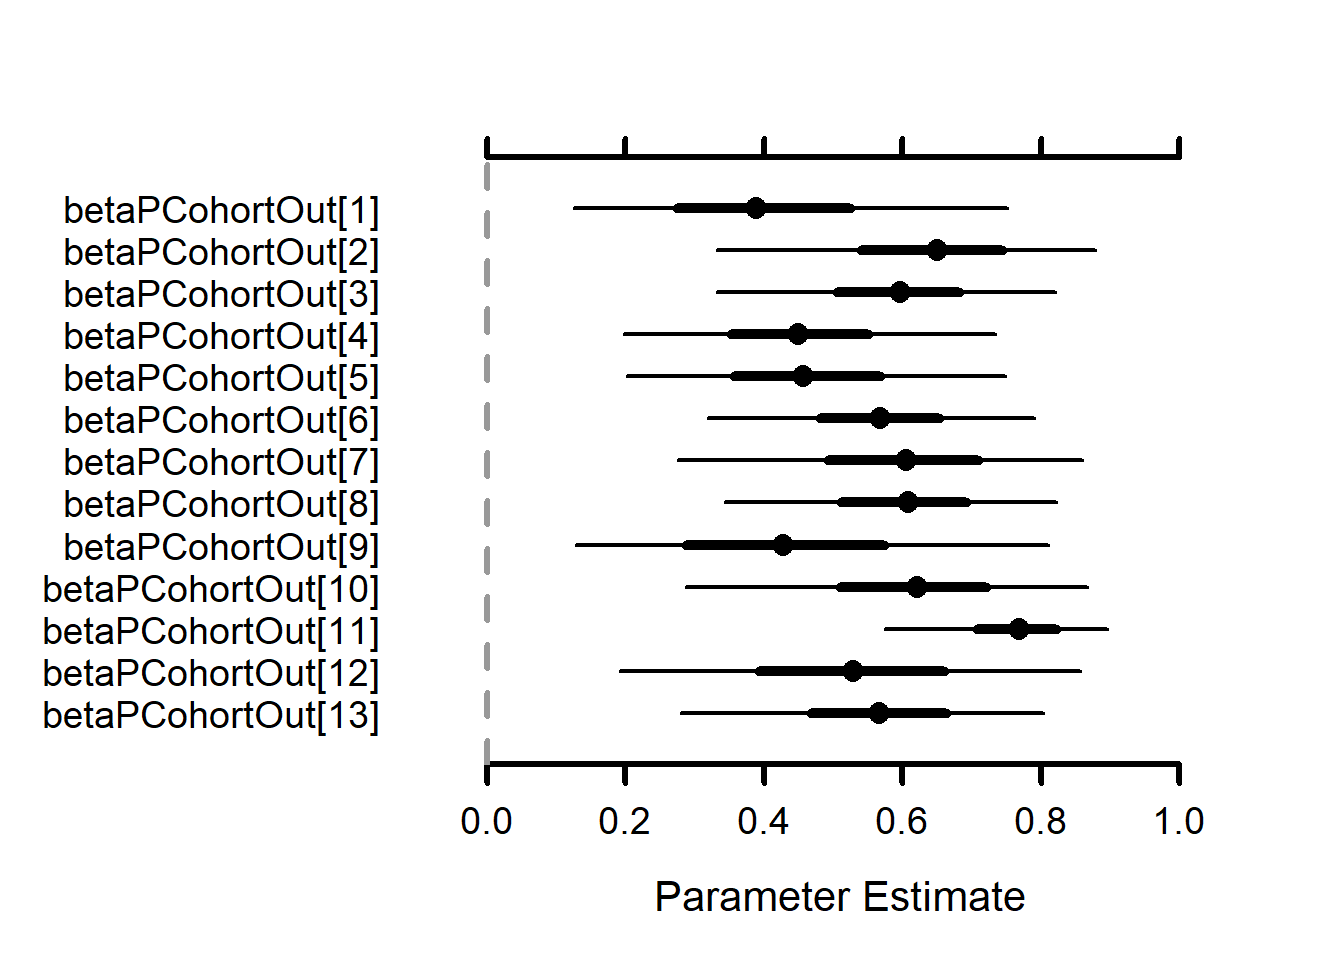 betaPCohortOut[1]
betaPCohortOut[2]
betaPCohortOut[3]
betaPCohortOut[4]
betaPCohortOut[5]
betaPCohortOut[6]
betaPCohortOut[7]
betaPCohortOut[8]
betaPCohortOut[9]
betaPCohortOut[10]
betaPCohortOut[11]
betaPCohortOut[12]
betaPCohortOut[13]
0.0 0.2 0.4 0.6 0.8 1.0
Parameter Estimate